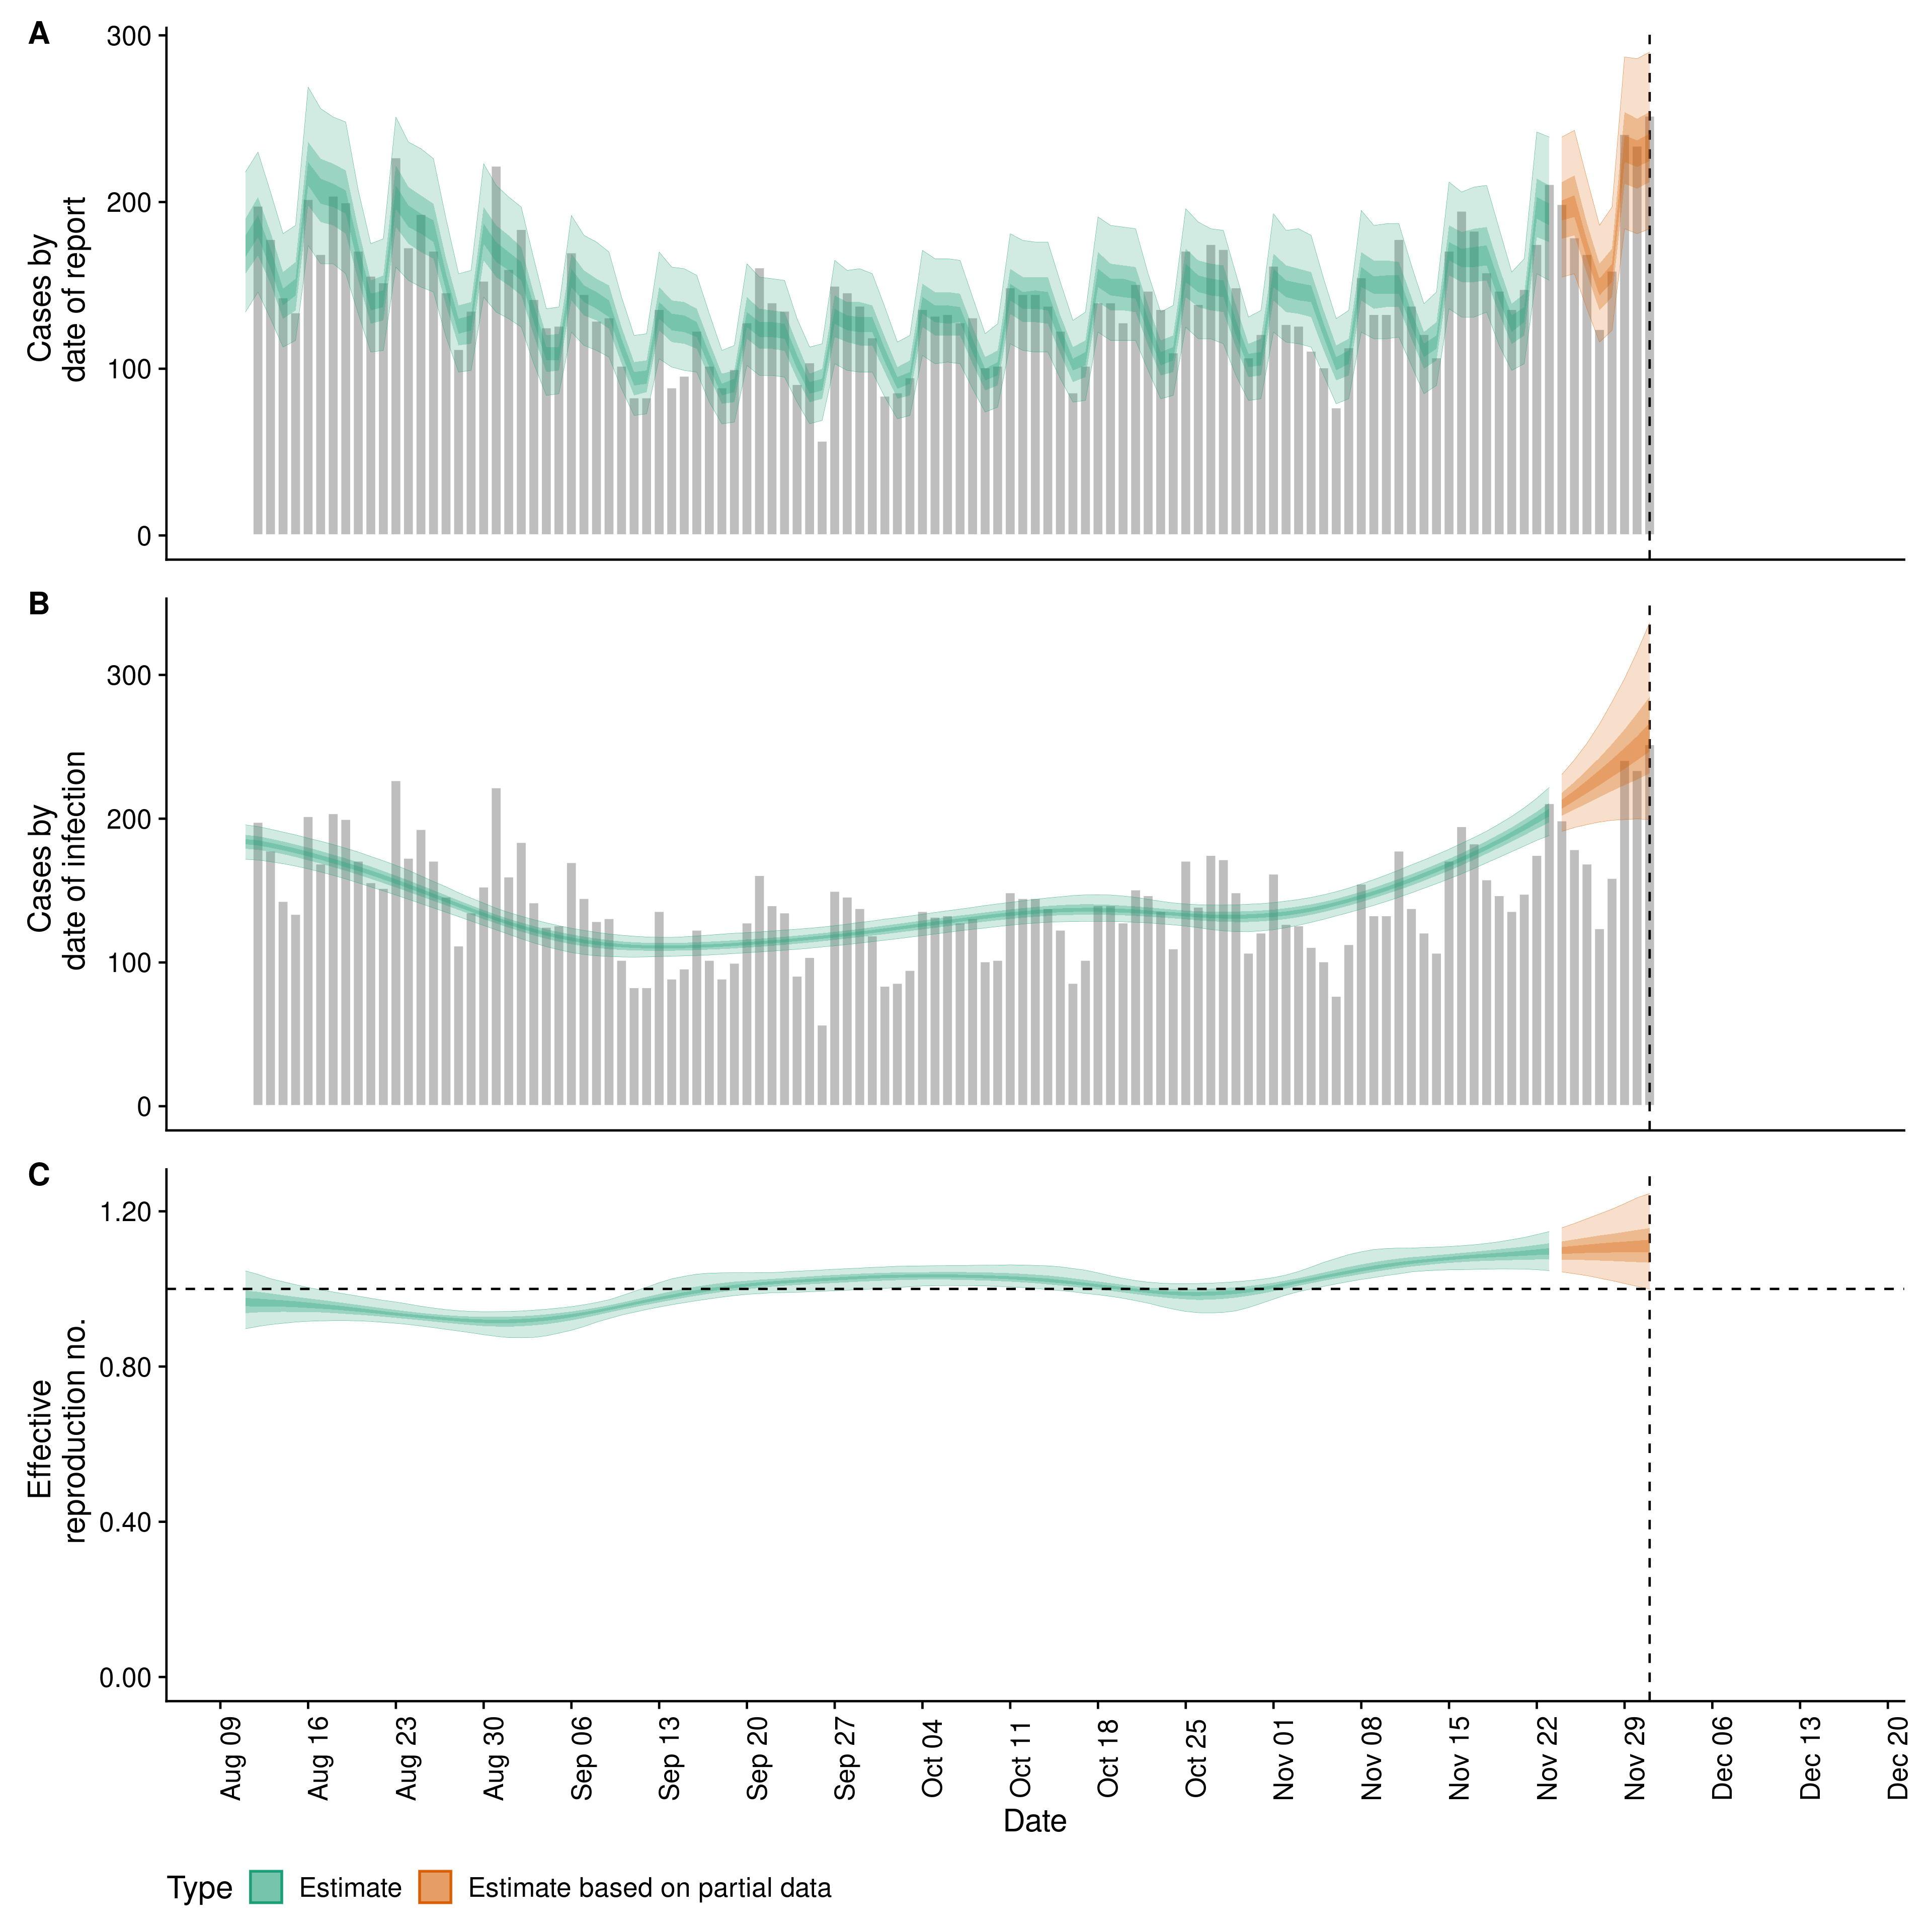 A
300
200
100
0
Cases by
date of report
B
300
200
100
0
Cases by
date of infection
C
1.20
0.80
0.40
0.00
Effective
reproduction no.
Aug 09
Aug 16
Aug 23
Aug 30
Sep 06
Sep 13
Sep 20
Sep 27
Oct 04
Oct 11
Oct 18
Oct 25
Nov 01
Nov 08
Nov 15
Nov 22
Nov 29
Dec 06
Dec 13
Dec 20
Date
Type Estimate Estimate based on partial data